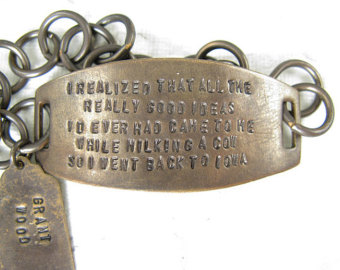 I REALIZED THAT ALL THE
REALLY GOOD IDEAS
I'D EVER HAD CAME TO ME
WHILE MILKING A COW
SO I WENT BACK TO IOWA
GRANT
WOOD